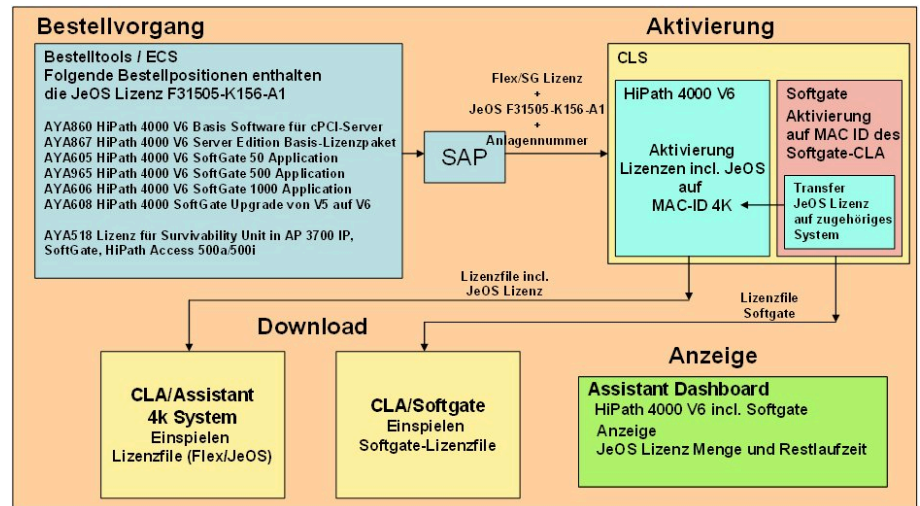 Bestellvorgang
Bestelltools / ECS
Folgende Bestellpositionen enthalten
die JeOS Lizenz F31505-K156-A1
AYA860 HiPath 4000 V6 Basis Software für cPCI-Server
AYA867 HiPath 4000 V6 Server Edition Basis-Lizenzpaket
AYA605 HiPath 4000 V6 SoftGate 50 Application
AYA965 HiPath 4000 V6 SoftGate 500 Application
AYA606 HiPath 4000 V6 SoftGate 1000 Application
AYA608 HiPath 4000 SoftGate Upgrade von V5 auf V6
AYA518 Lizenz für Survivability Unit in AP 3700 IP,
SoftGate, HiPath Access 500a/500i
SAP
Flex/SG Lizenz
+
JeOS F31505-K156-A1
+
Anlagennummer
Aktivierung
CLS
HiPath 4000 V6
Aktivierung
Lizenzen incl. JeOS
auf
MAC-ID 4K
Softgate
Aktivierung
auf MAC ID des
Softgate-CLA
Transfer
JeOS Lizenz
auf zugehöriges
System
Lizenzfile incl.
JeOS Lizenz
Lizenzfile
Softgate
Download
CLA/Assistant
4k System
Einspielen
Lizenzfile (Flex/JeOS)
CLA/Softgate
Einspielen
Softgate-Lizenzfile
Anzeige
Assistant Dashboard
HiPath 4000 V6 incl. Softgate
Anzeige
JeOS Lizenz Menge und Restlaufzeit